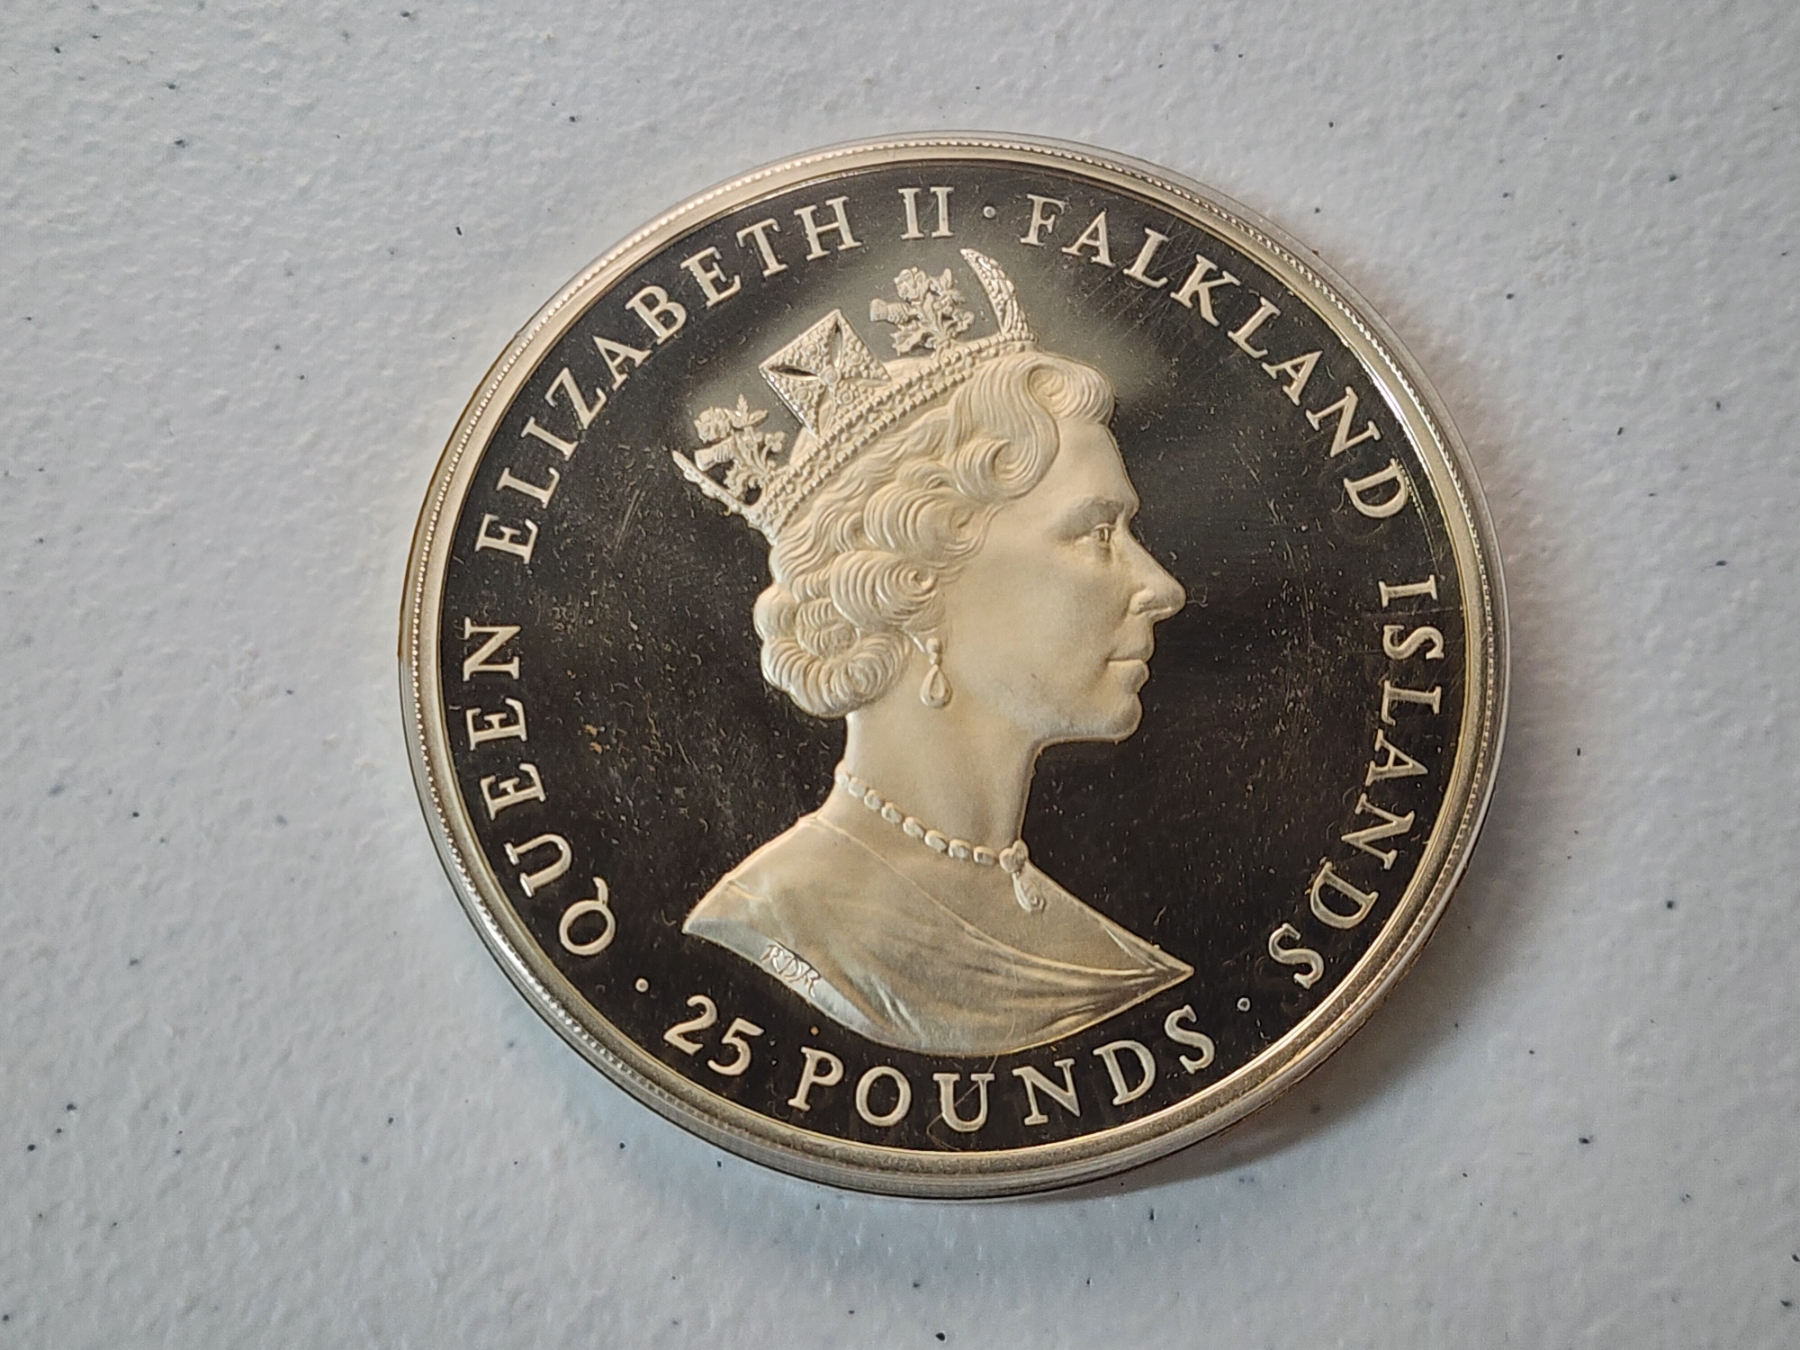 QUEEN ELIZABETH II · FALKLAND ISLANDS
· 25 POUNDS ·
RDM